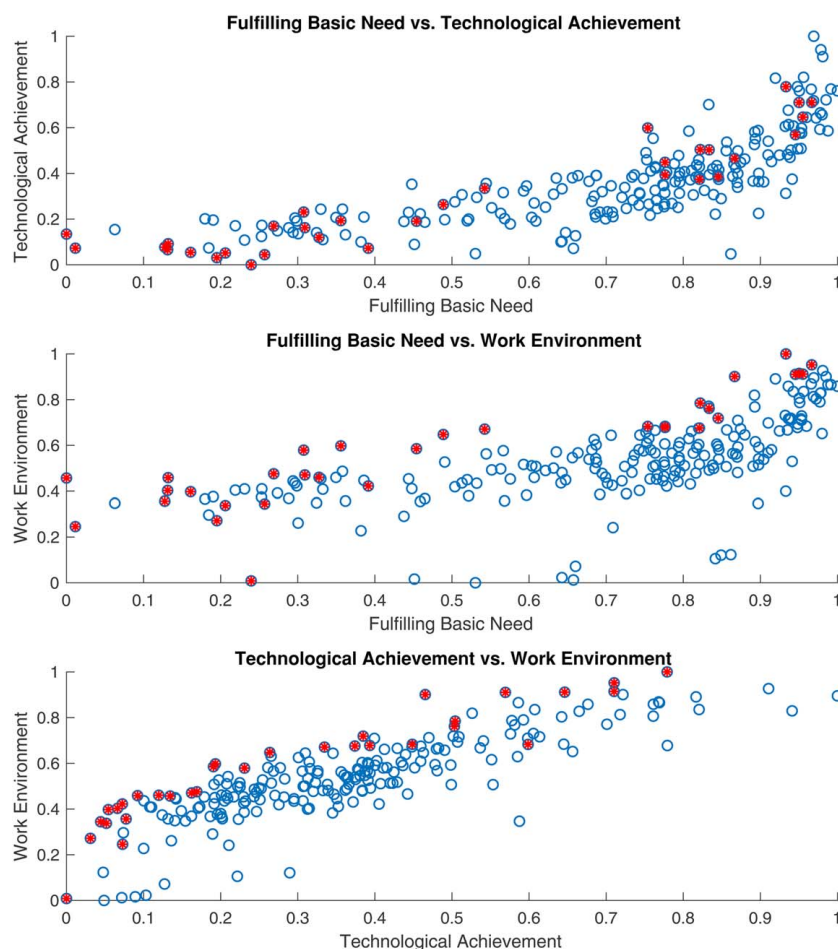 Fulfilling Basic Need vs. Technological Achievement
1
0.8
0.6
0.4
0.2
0
Technological Achievement
0 0.1 0.2 0.3 0.4 0.5 0.6 0.7 0.8 0.9 1
Fulfilling Basic Need
Fulfilling Basic Need vs. Work Environment
1
0.8
0.6
0.4
0.2
0
Work Environment
0 0.1 0.2 0.3 0.4 0.5 0.6 0.7 0.8 0.9 1
Fulfilling Basic Need
Technological Achievement vs. Work Environment
1
0.8
0.6
0.4
0.2
0
Work Environment
0 0.1 0.2 0.3 0.4 0.5 0.6 0.7 0.8 0.9 1
Technological Achievement